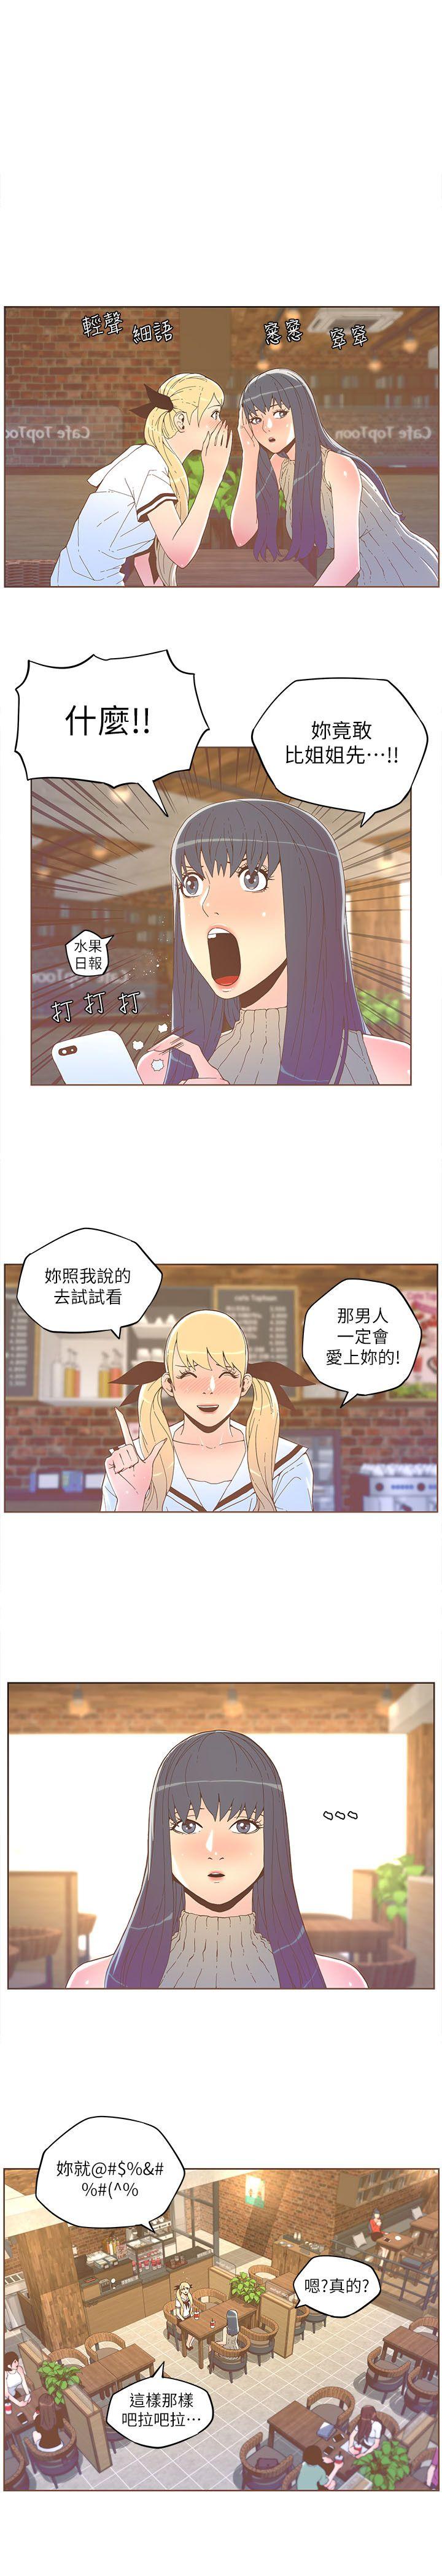 輕聲
細語
窸窸
窣窣
Cafe TopToon
Cafe TopToon
什麼!!
妳竟敢
比姐姐先⋯!!
水果
日報
打 打 打
妳照我說的
去試試看
cafe Toptoon
那男人
一定會
愛上妳的!
妳就@#$%&#
%#(^%
嗯?真的?
這樣那樣
吧拉吧拉⋯